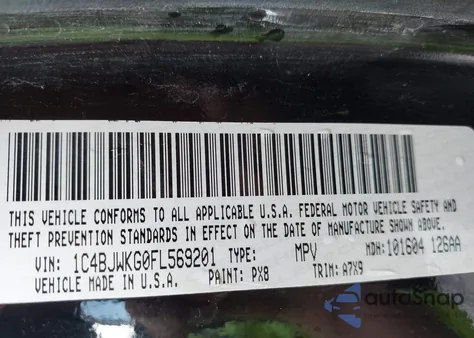 THIS VEHICLE CONFORMS TO ALL APPLICABLE U.S.A. FEDERAL MOTOR VEHICLE SAFETY AND
THEFT PREVENTION STANDARDS IN EFFECT ON THE DATE OF MANUFACTURE SHOWN ABOVE.
VIN: 1C4BJWKG0FL569201 TYPE: MPV MDH: 101604 126AA
VEHICLE MADE IN U.S.A. PAINT: PX8 TRIM: A7X9
autoSnap